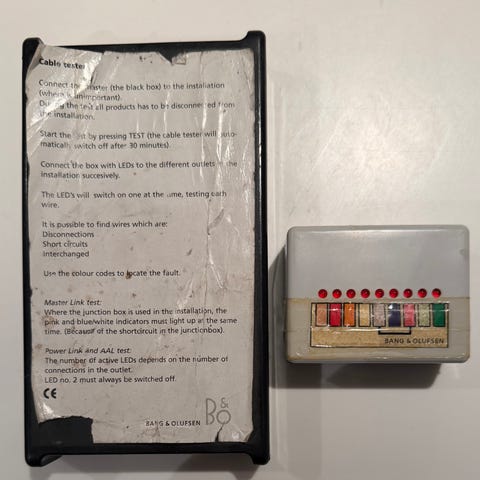 Cable tester
Connect the master (the black box) to the installation
(where is unimportant).
During the test all products has to be disconnected from
the installation.
Start the test by pressing TEST (the cable tester will auto-
matically switch off after 30 minutes).
Connect the box with LEDs to the different outlets in the
installation succesively.
The LED's will switch on one at the time, testing each
wire.
It is possible to find wires which are:
Disconnections
Short circuits
Interchanged
Use the colour codes to locate the fault.
Master Link test:
Where the junction box is used in the installation, the
pink and blue/white indicators must light up at the same
time. (Because of the shortcircuit in the junctionbox).
Power Link and AAL test:
The number of active LEDs depends on the number of
connections in the outlet.
LED no. 2 must always be switched off.
CE
BANG & OLUFSEN B&O
BANG & OLUFSEN